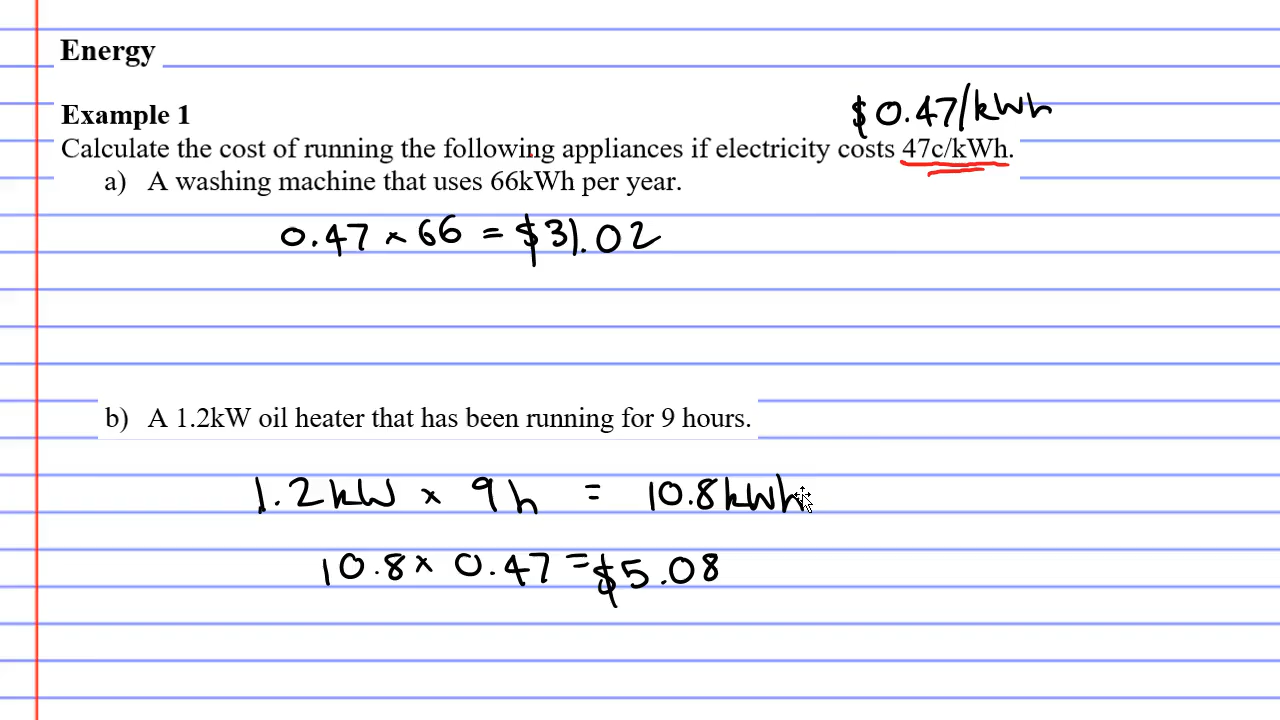 Energy
Example 1
$0.47/kWh
Calculate the cost of running the following appliances if electricity costs 47c/kWh.
a) A washing machine that uses 66kWh per year.
0.47 × 66 = $31.02
b) A 1.2kW oil heater that has been running for 9 hours.
1.2kW × 9h = 10.8kWh
10.8 × 0.47 = $5.08